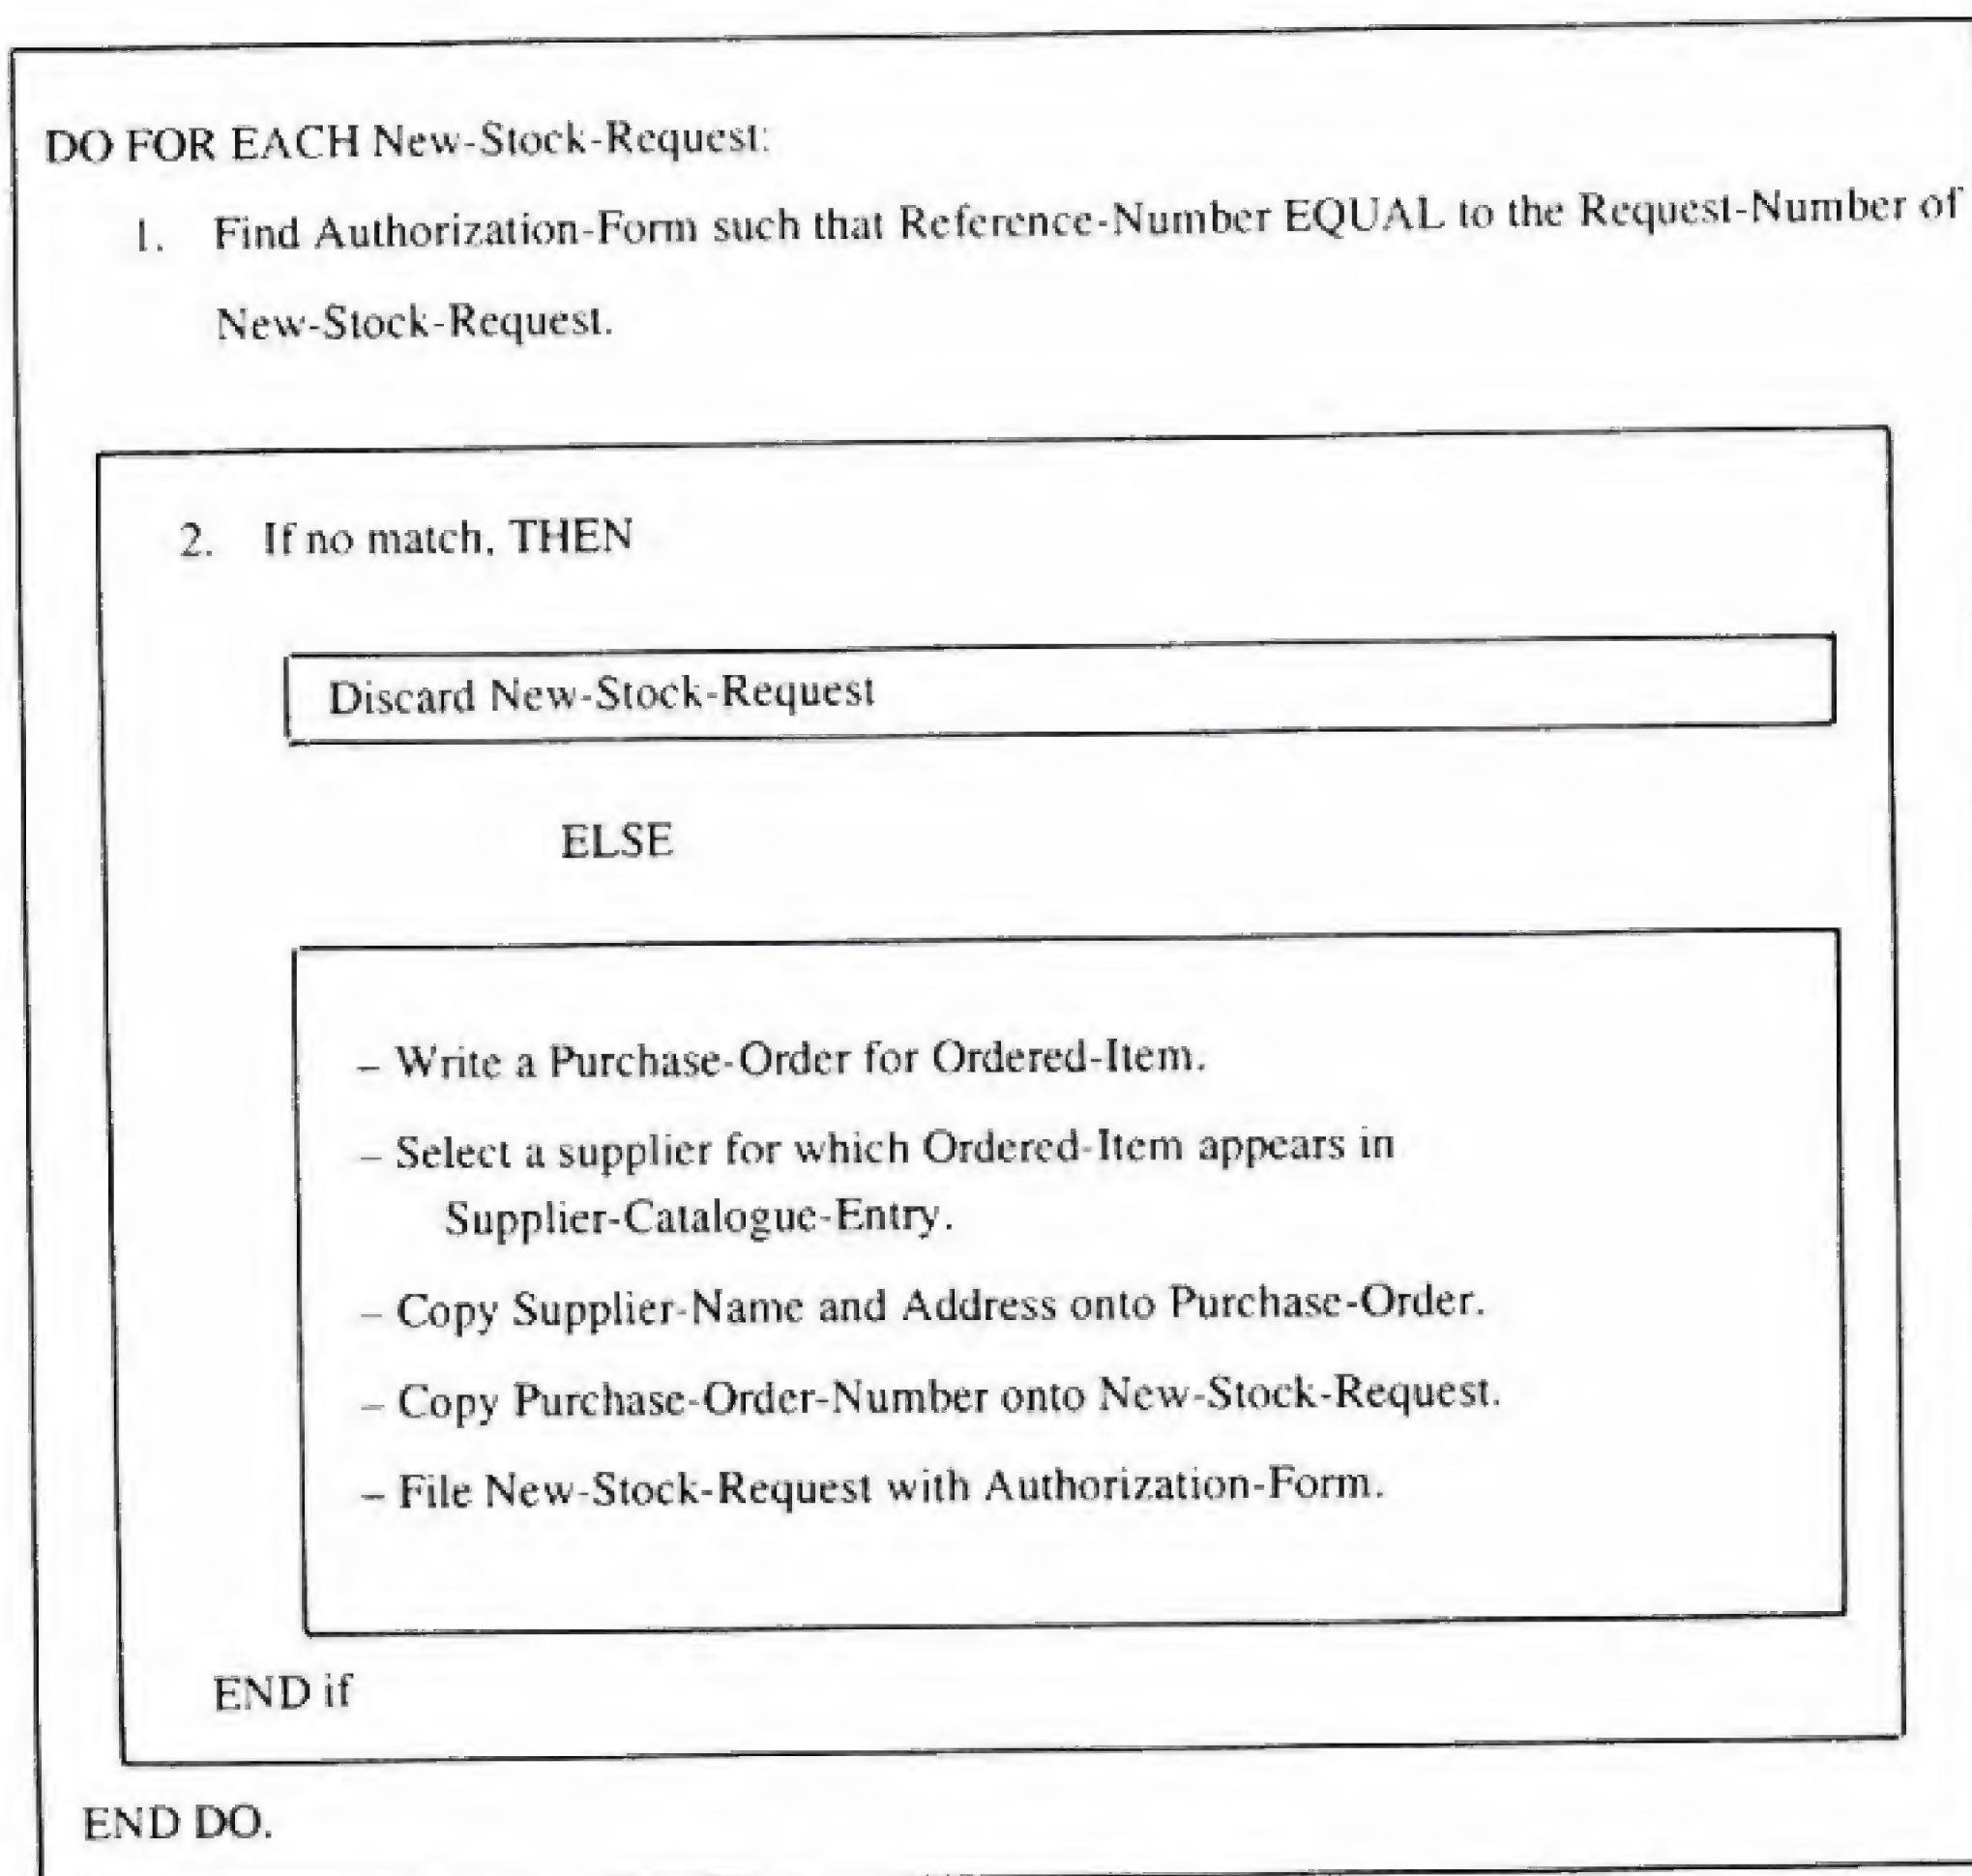 DO FOR EACH New-Stock-Request:
1. Find Authorization-Form such that Reference-Number EQUAL to the Request-Number of
New-Stock-Request.
2. If no match, THEN
Discard New-Stock-Request
ELSE
– Write a Purchase-Order for Ordered-Item.
– Select a supplier for which Ordered-Item appears in
Supplier-Catalogue-Entry.
– Copy Supplier-Name and Address onto Purchase-Order.
– Copy Purchase-Order-Number onto New-Stock-Request.
– File New-Stock-Request with Authorization-Form.
END if
END DO.